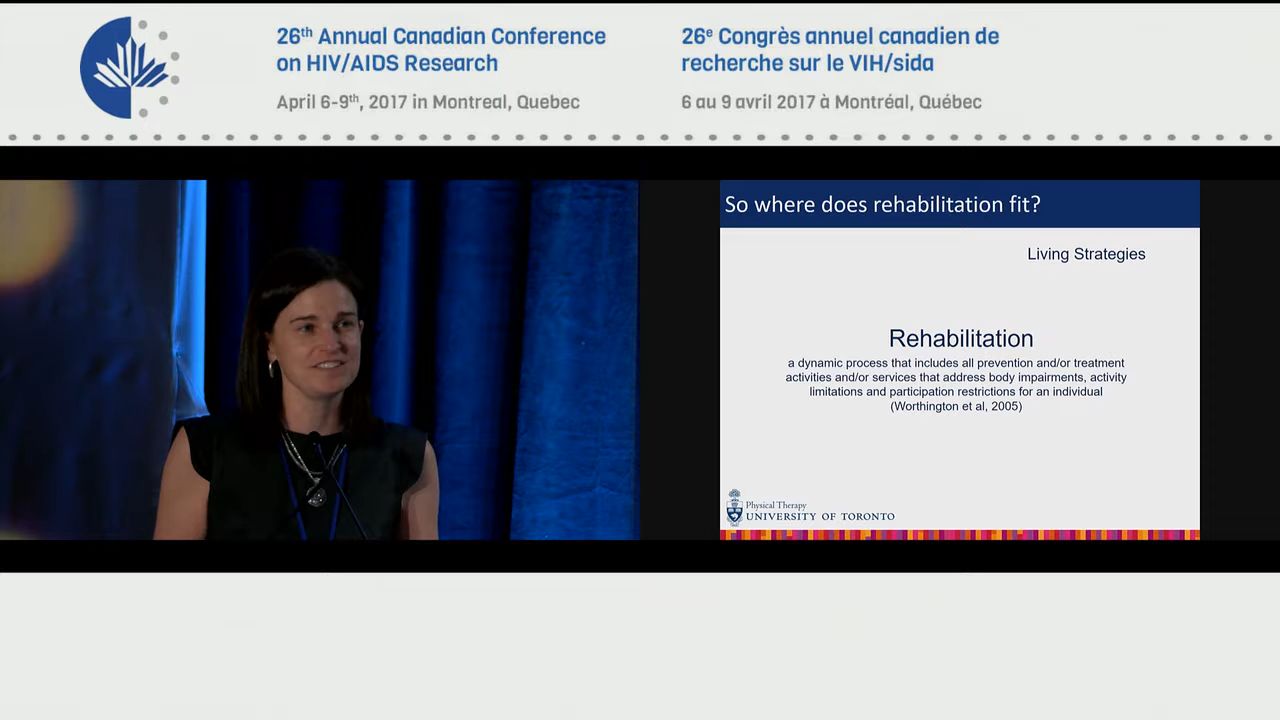 26th Annual Canadian Conference
on HIV/AIDS Research
April 6-9th, 2017 in Montreal, Quebec
26e Congrès annuel canadien de
recherche sur le VIH/sida
6 au 9 avril 2017 à Montréal, Québec
So where does rehabilitation fit?
Living Strategies
Rehabilitation
a dynamic process that includes all prevention and/or treatment
activities and/or services that address body impairments, activity
limitations and participation restrictions for an individual
(Worthington et al, 2005)
Physical Therapy
UNIVERSITY OF TORONTO